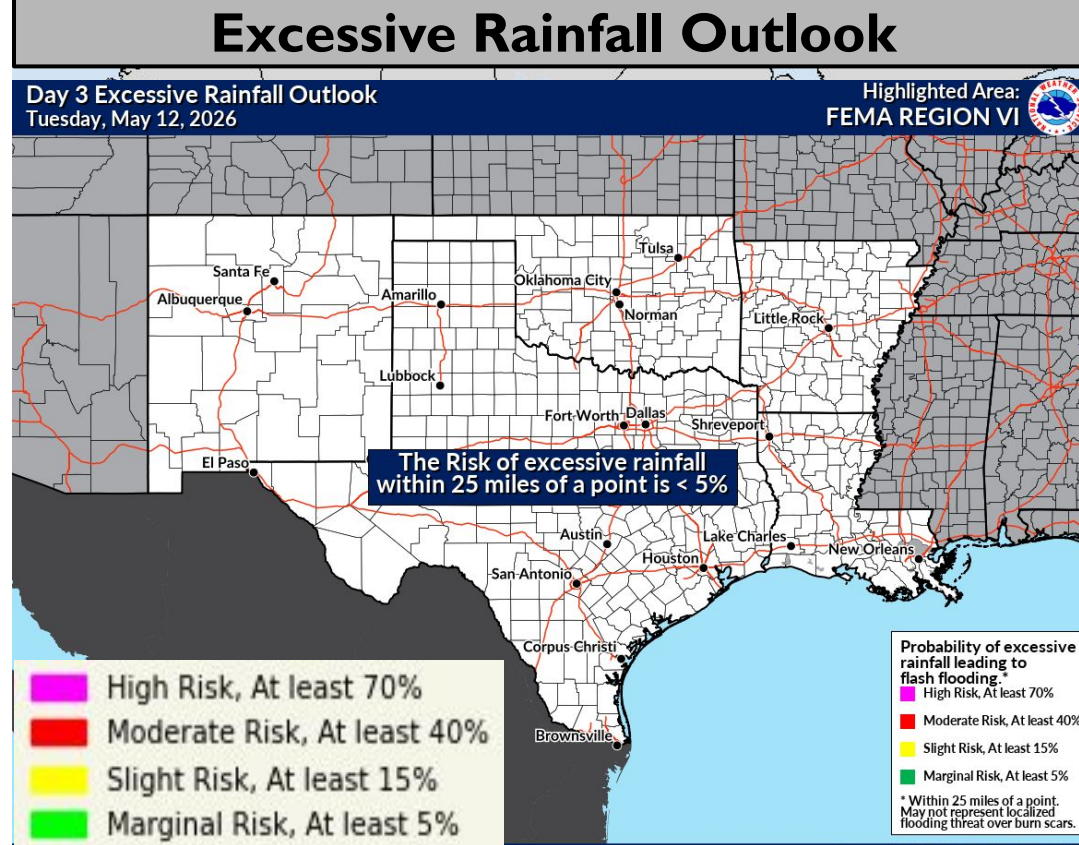 Excessive Rainfall Outlook
Day 3 Excessive Rainfall Outlook
Tuesday, May 12, 2026
Highlighted Area:
FEMA REGION VI
Tulsa
Santa Fe
Oklahoma City
Albuquerque
Amarillo
Norman
Little Rock
Lubbock
Fort Worth
Dallas
Shreveport
El Paso
The Risk of excessive rainfall
within 25 miles of a point is < 5%
Austin
Lake Charles
Houston
New Orleans
San Antonio
Corpus Christi
Brownsville
High Risk, At least 70%
Moderate Risk, At least 40%
Slight Risk, At least 15%
Marginal Risk, At least 5%
Probability of excessive
rainfall leading to
flash flooding.*
High Risk, At least 70%
Moderate Risk, At least 40%
Slight Risk, At least 15%
Marginal Risk, At least 5%
* Within 25 miles of a point.
May not represent localized
flooding threat over burn scars.